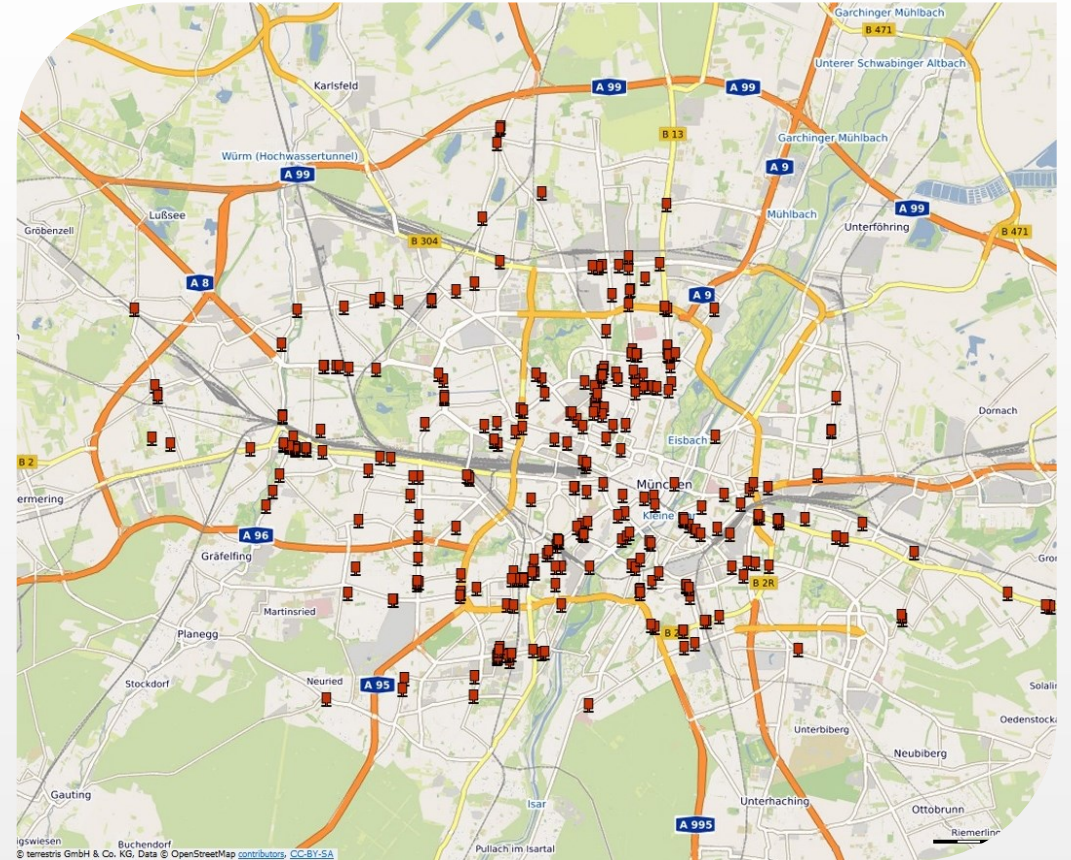 Garchinger Mühlbach
B 471
Unterer Schwabinger Altbach
Karlsfeld
A 99
A 99
B 13
Garchinger Mühlbach
Würm (Hochwassertunnel)
A 99
A 9
Lußsee
Mühlbach
A 99
Gröbenzell
B 304
Unterföhring
B 471
A 8
A 9
Dornach
Eisbach
B 2
München
ermering
Kleine
A 96
Gräfelfing
B 2R
Martinsried
Planegg
B 2
Neuried
Stockdorf
A 95
Unterbiberg
Neubiberg
Gauting
Isar
Unterhaching
Ottobrunn
A 995
Riemerling
igswiesen
Buchendorf
Pullach im Isartal
© terrestris GmbH & Co. KG, Data © OpenStreetMap contributors, CC-BY-SA